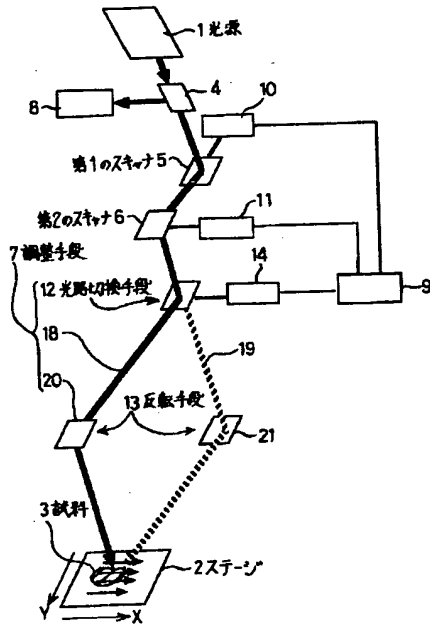 1光源
4
8
10
第1のスキャナ5
第2のスキャナ6
11
7調整手段
14
12光路切換手段
9
18
19
20
13反転手段
21
3試料
2ステージ
Y
X